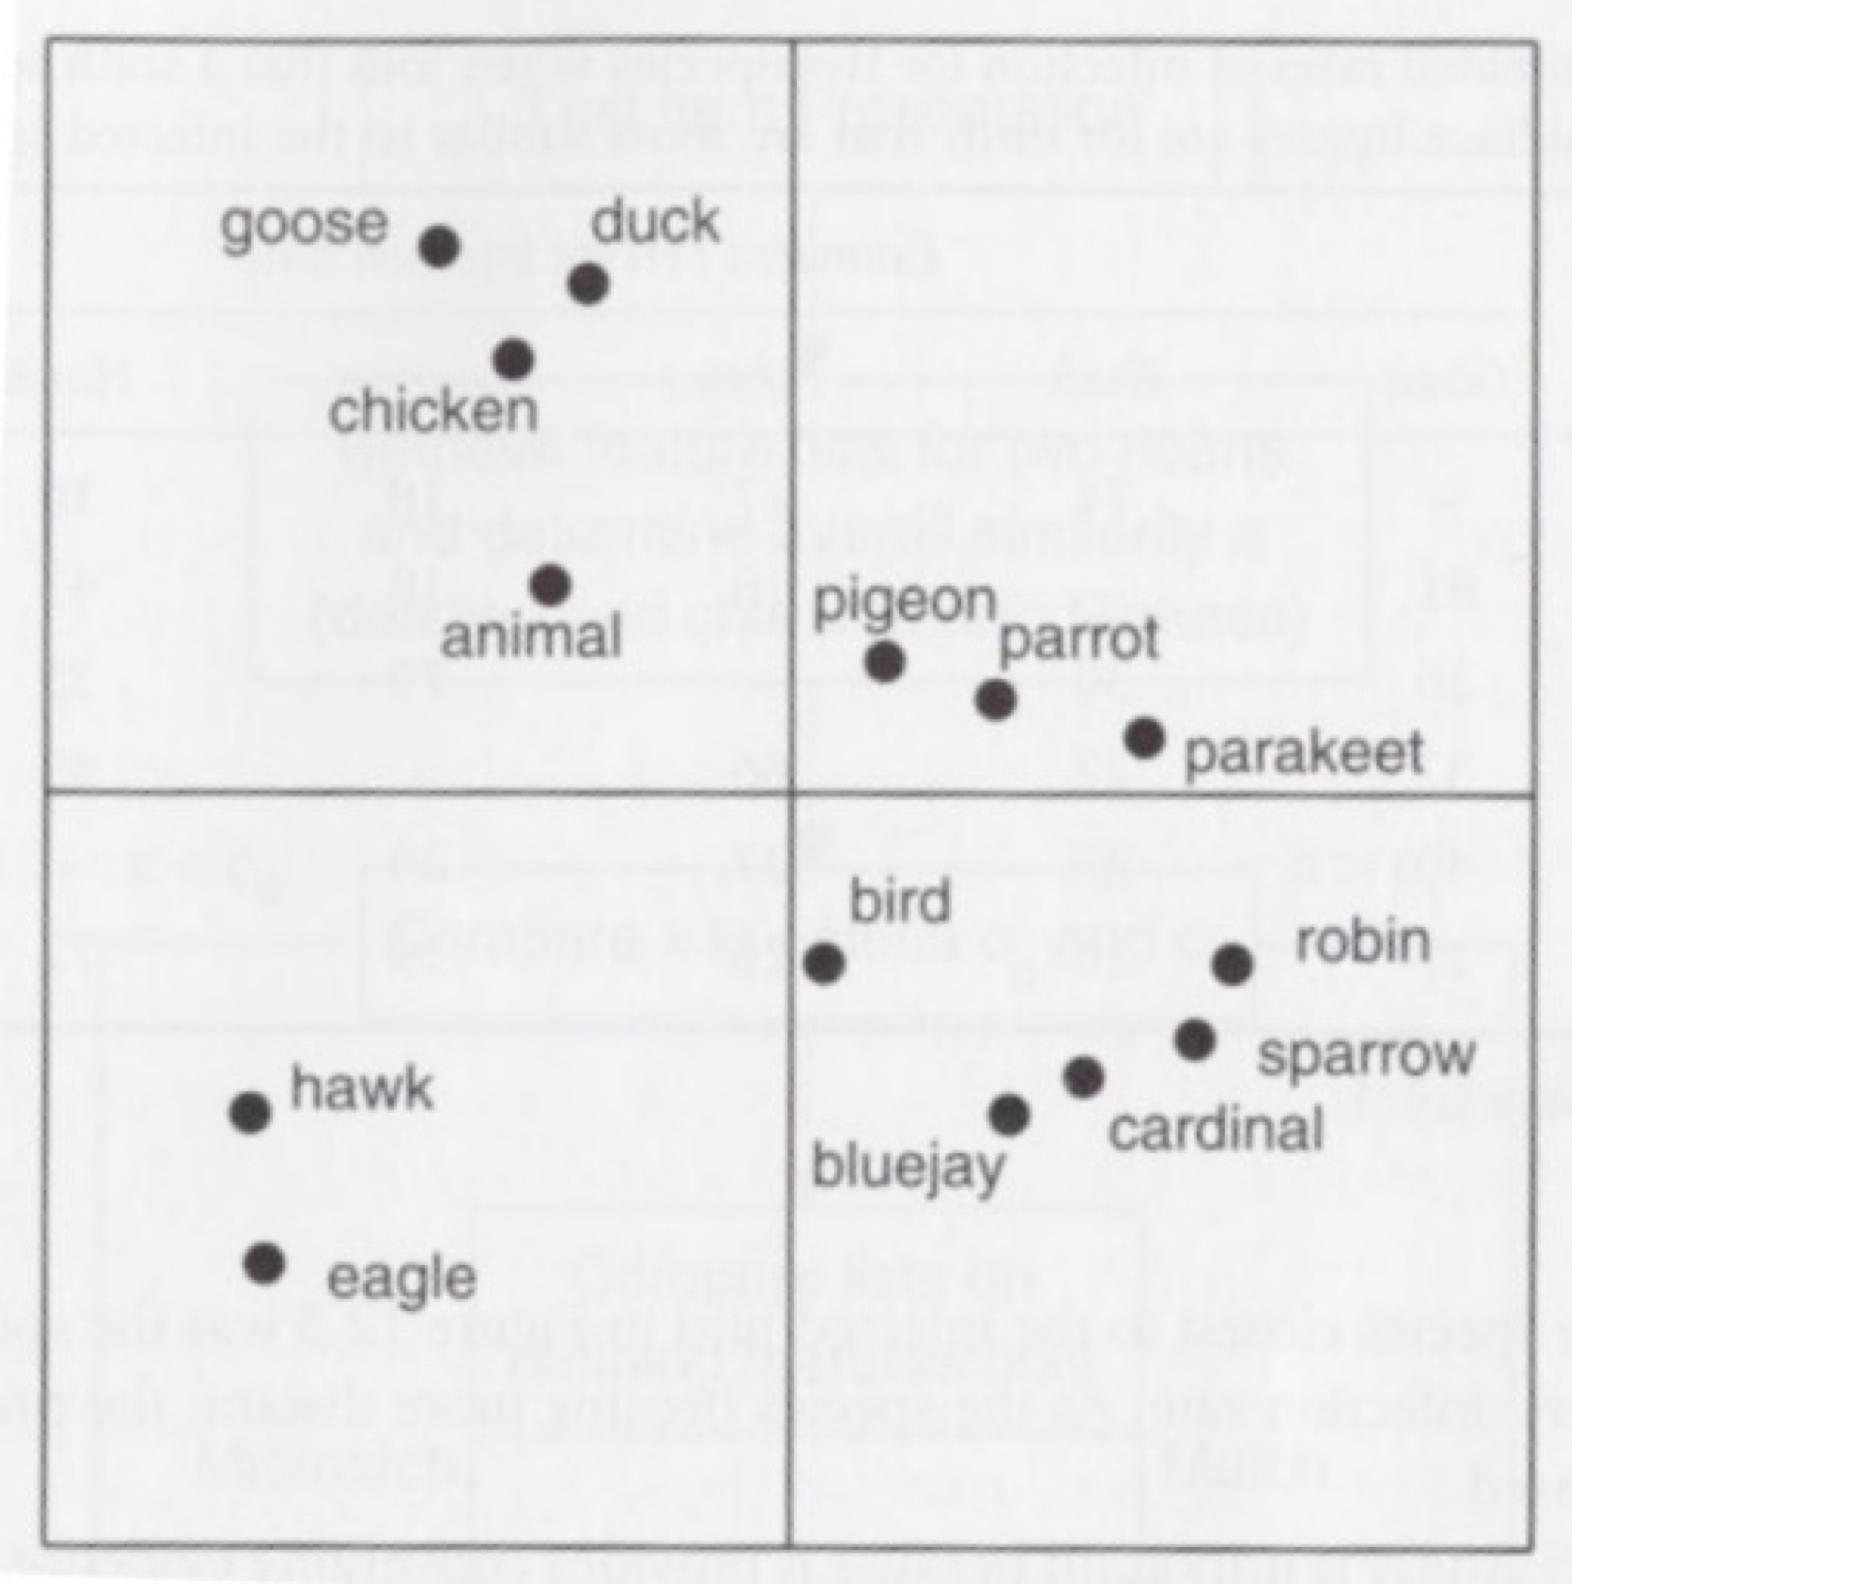 goose
duck
chicken
animal
pigeon
parrot
parakeet
bird
robin
hawk
sparrow
cardinal
bluejay
eagle